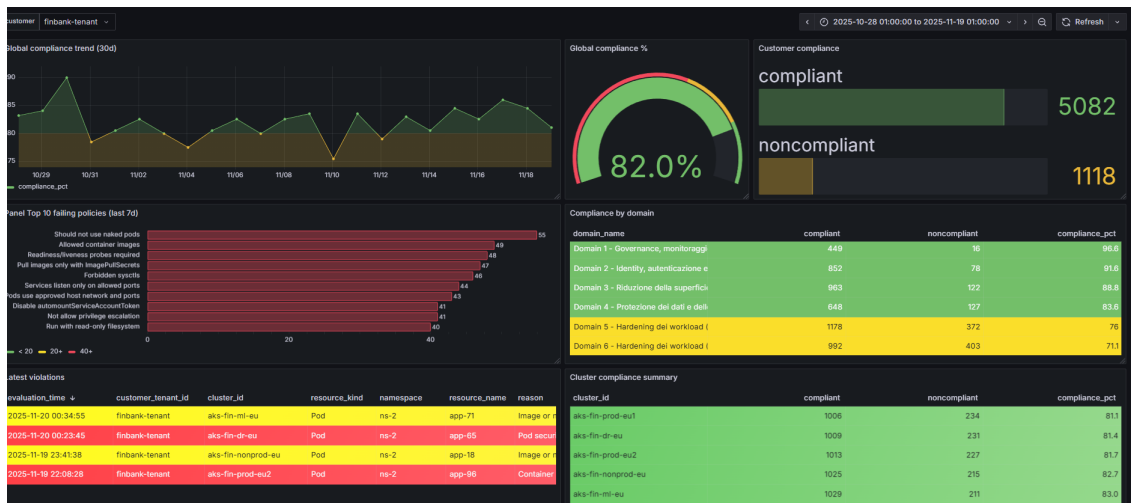 customer finbank-tenant
2025-10-28 01:00:00 to 2025-11-19 01:00:00 Refresh
Global compliance trend (30d)
90
85
80
75
10/29 10/31 11/02 11/04 11/06 11/08 11/10 11/12 11/14 11/16 11/18
compliance_pct
Global compliance %
82.0%
Customer compliance
compliant
5082
noncompliant
1118
Panel Top 10 failing policies (last 7d)
Should not use naked pods 55
Allowed container images 49
Readiness/liveness probes required 48
Pull images only with ImagePullSecrets 47
Forbidden sysctls 46
Services listen only on allowed ports 44
Pods use approved host network and ports 43
Disable automountServiceAccountToken 41
Not allow privilege escalation 41
Run with read-only filesystem 40
0 20 40
< 20 20+ 40+
Compliance by domain
domain_name compliant noncompliant compliance_pct
Domain 1 - Governance, monitoraggi 449 16 96.6
Domain 2 - Identity, autenticazione e 852 78 91.6
Domain 3 - Riduzione della superfici 963 122 88.8
Domain 4 - Protezione dei dati e dell 648 127 83.6
Domain 5 - Hardening dei workload ( 1178 372 76
Domain 6 - Hardening dei workload ( 992 403 71.1
Latest violations
evaluation_time ↓ customer_tenant_id cluster_id resource_kind namespace resource_name reason
2025-11-20 00:34:55 finbank-tenant aks-fin-ml-eu Pod ns-2 app-71 Image or r
2025-11-20 00:23:45 finbank-tenant aks-fin-dr-eu Pod ns-2 app-65 Pod secur
2025-11-19 23:41:38 finbank-tenant aks-fin-nonprod-eu Pod ns-2 app-18 Image or r
2025-11-19 22:08:28 finbank-tenant aks-fin-prod-eu2 Pod ns-2 app-96 Container
Cluster compliance summary
cluster_id compliant noncompliant compliance_pct
aks-fin-prod-eu1 1006 234 81.1
aks-fin-dr-eu 1009 231 81.4
aks-fin-prod-eu2 1013 227 81.7
aks-fin-nonprod-eu 1025 215 82.7
aks-fin-ml-eu 1029 211 83.0